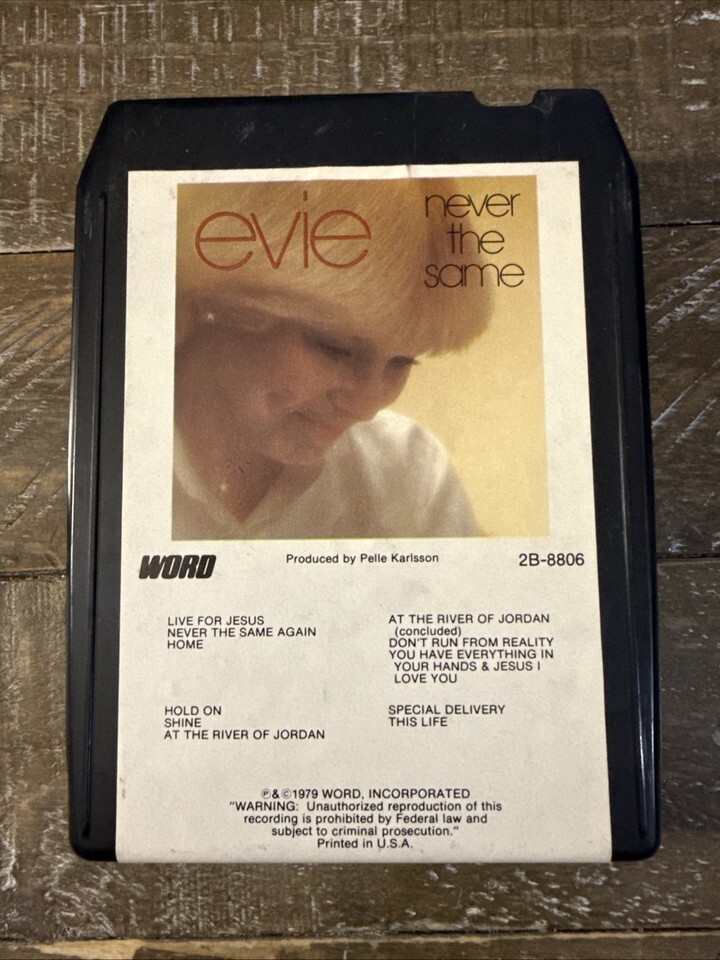 evie
never
the
same
WORD
Produced by Pelle Karlsson
2B-8806
LIVE FOR JESUS
NEVER THE SAME AGAIN
HOME
AT THE RIVER OF JORDAN
(concluded)
DON'T RUN FROM REALITY
YOU HAVE EVERYTHING IN
YOUR HANDS & JESUS I
LOVE YOU
HOLD ON
SHINE
AT THE RIVER OF JORDAN
SPECIAL DELIVERY
THIS LIFE
℗&©1979 WORD, INCORPORATED
"WARNING: Unauthorized reproduction of this
recording is prohibited by Federal law and
subject to criminal prosecution."
Printed in U.S.A.